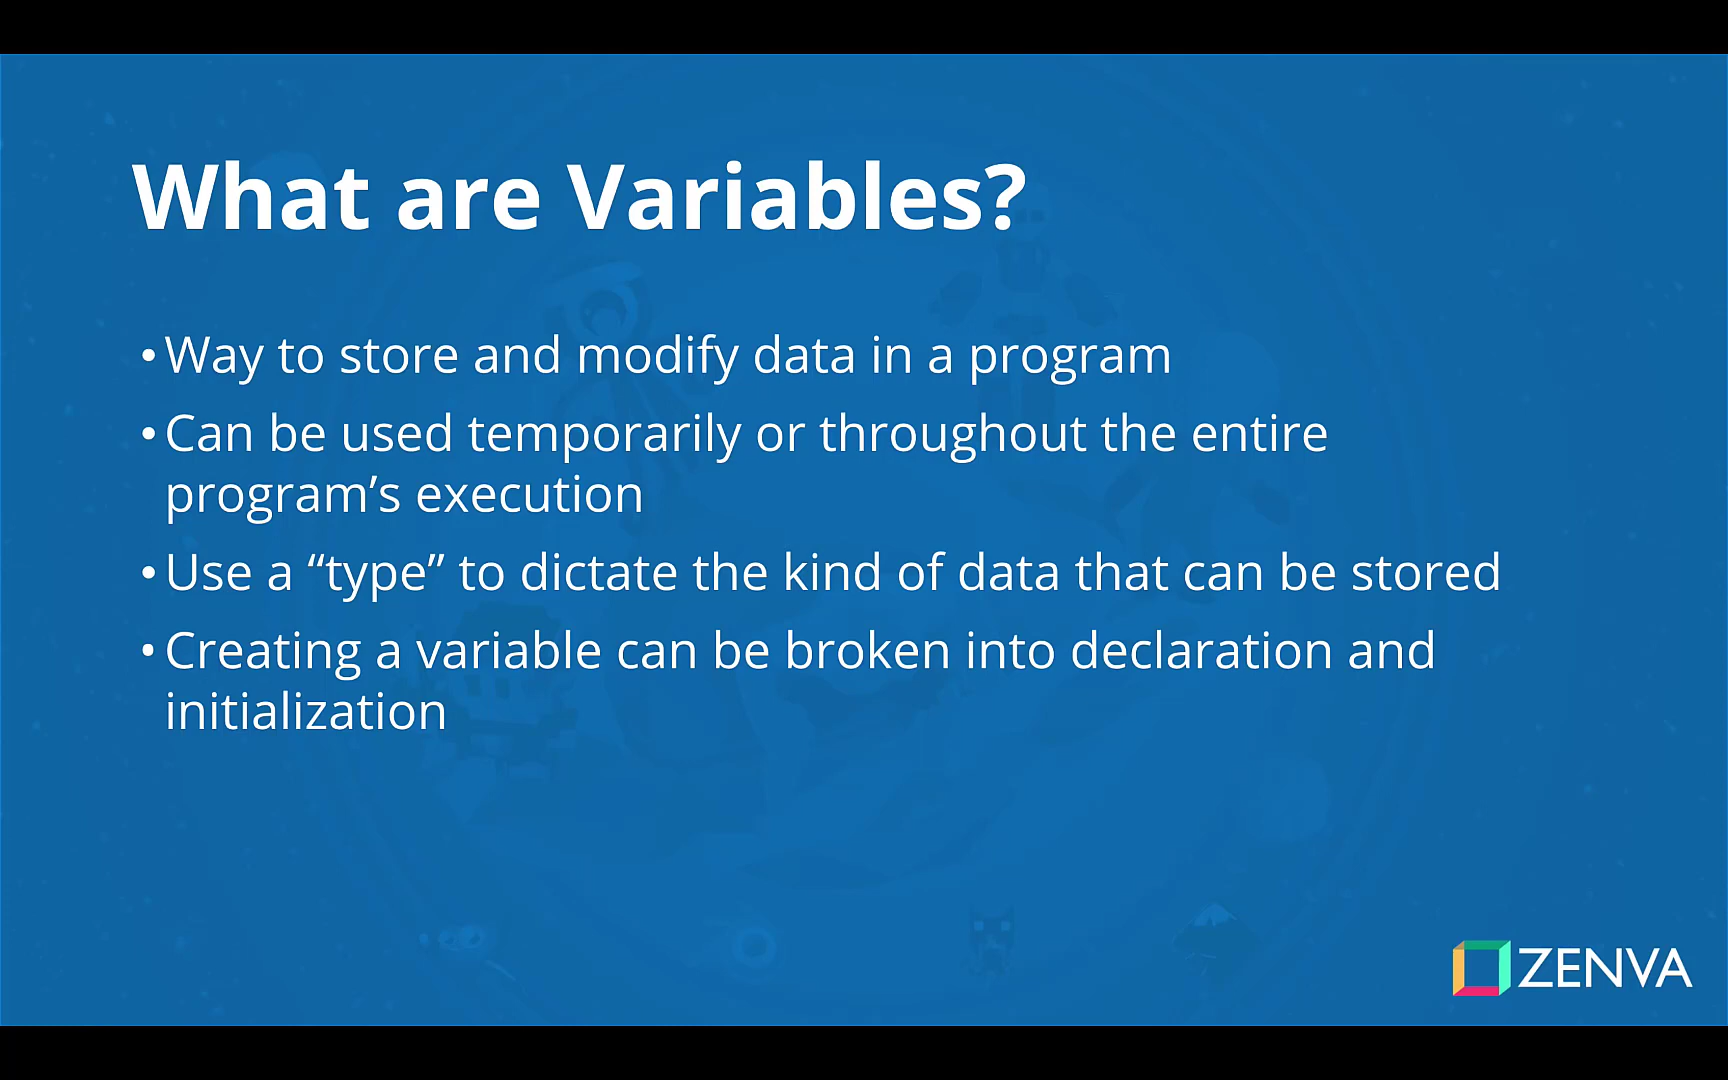 What are Variables?
•Way to store and modify data in a program
•Can be used temporarily or throughout the entire
program’s execution
•Use a “type” to dictate the kind of data that can be stored
•Creating a variable can be broken into declaration and
initialization
ZENVA